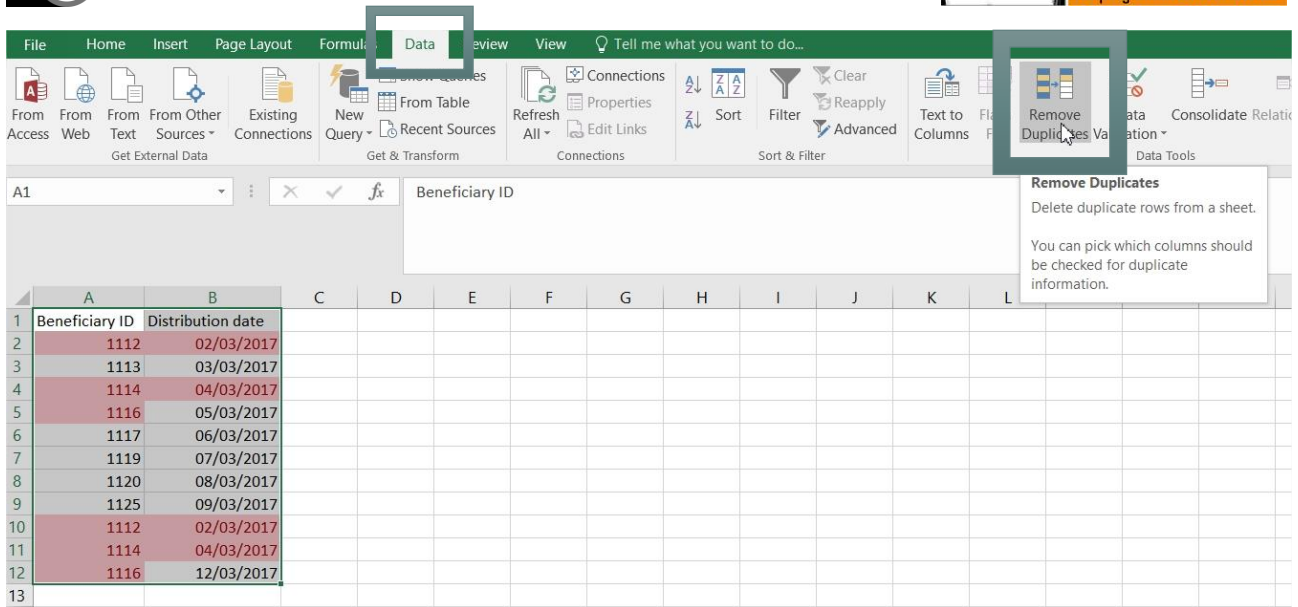 File Home Insert Page Layout Data View Tell me what you want to do...
Connections Clear
From Table Properties Reapply
From From From From Other Existing New Recent Sources Refresh Edit Links Sort Filter Advanced Text to Remove Consolidate
Access Web Text Sources Connections Query All Columns Duplicates
Get External Data Get & Transform Connections Sort & Filter Data Tools
A1 fx Beneficiary ID
Remove Duplicates
Delete duplicate rows from a sheet.
You can pick which columns should
be checked for duplicate
information.
A B C D E F G H I J K L
1 Beneficiary ID Distribution date
2 1112 02/03/2017
3 1113 03/03/2017
4 1114 04/03/2017
5 1116 05/03/2017
6 1117 06/03/2017
7 1119 07/03/2017
8 1120 08/03/2017
9 1125 09/03/2017
10 1112 02/03/2017
11 1114 04/03/2017
12 1116 12/03/2017
13